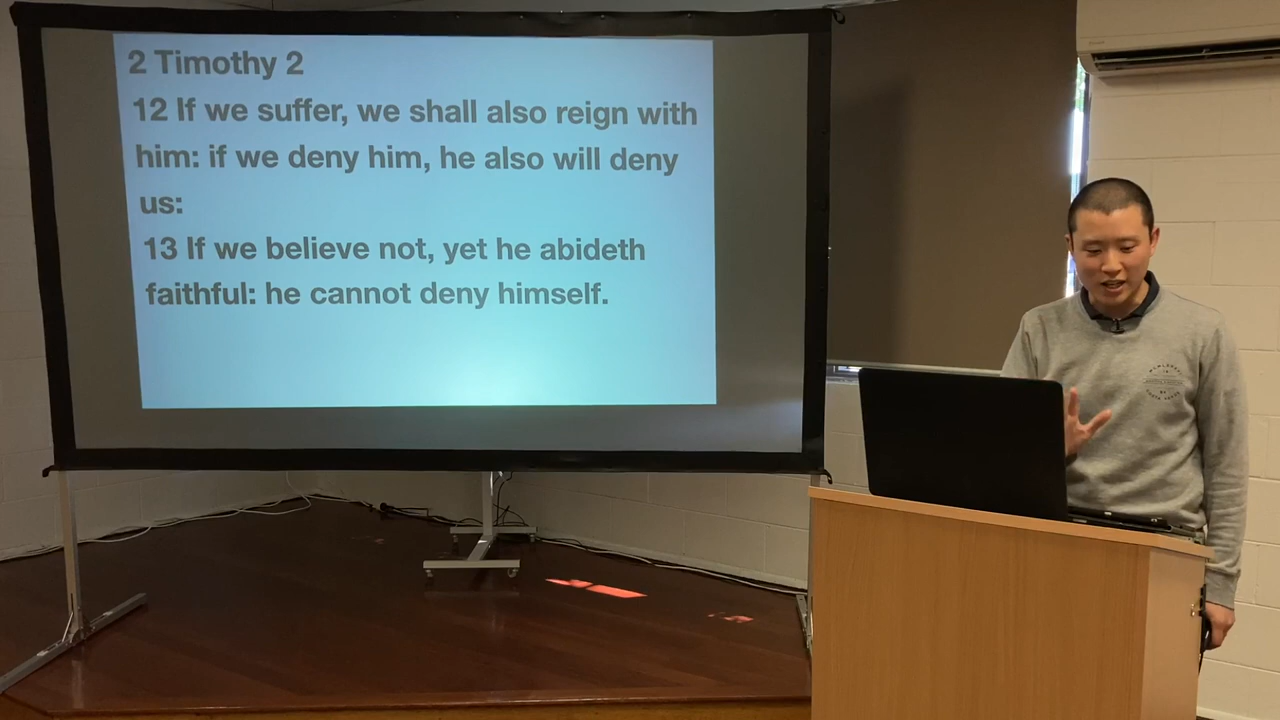 2 Timothy 2
12 If we suffer, we shall also reign with
him: if we deny him, he also will deny
us:
13 If we believe not, yet he abideth
faithful: he cannot deny himself.